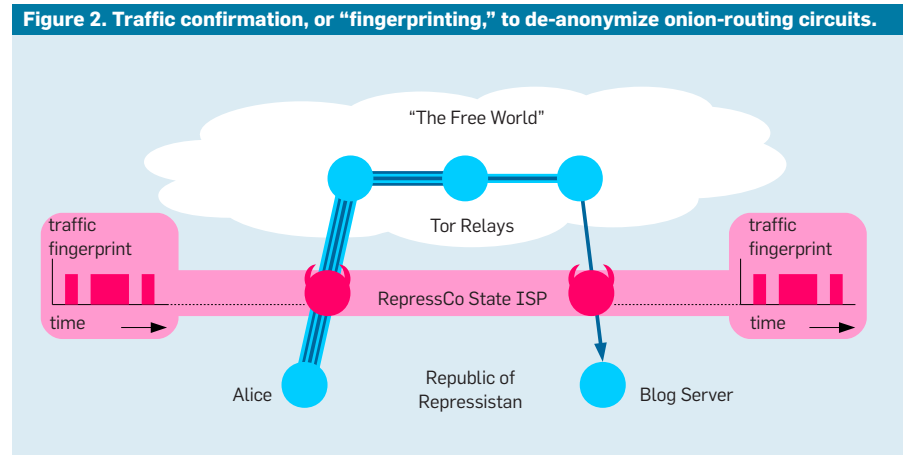 Figure 2. Traffic confirmation, or “fingerprinting,” to de-anonymize onion-routing circuits.
“The Free World”
Tor Relays
traffic
fingerprint
time
RepressCo State ISP
traffic
fingerprint
time
Alice
Republic of
Repressistan
Blog Server